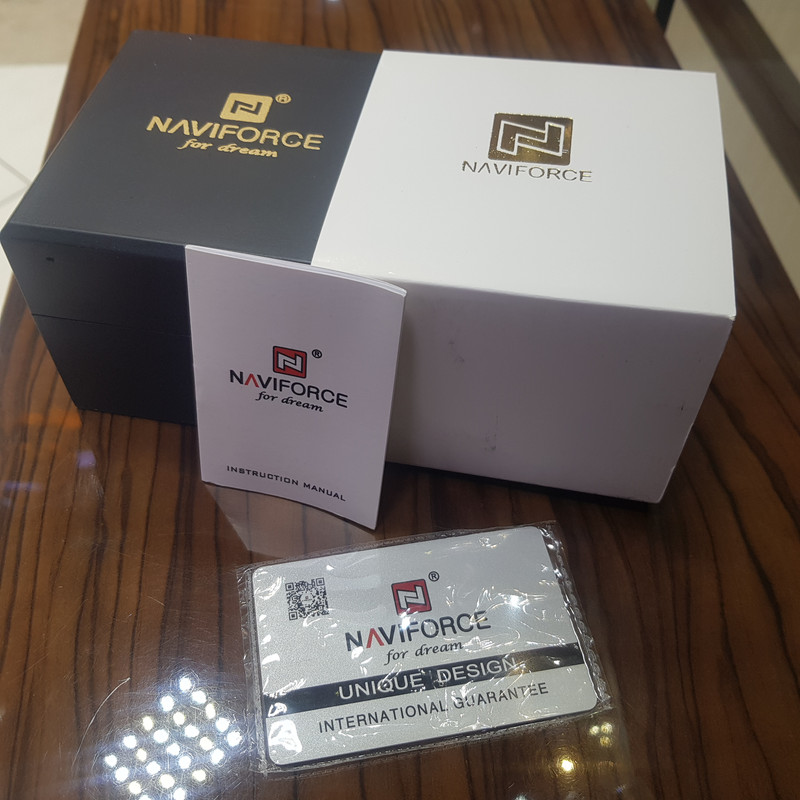 ®
NAVIFORCE
for dream
NAVIFORCE
®
NAVIFORCE
for dream
INSTRUCTION MANUAL
®
NAVIFORCE
for dream
UNIQUE DESIGN
INTERNATIONAL GUARANTEE